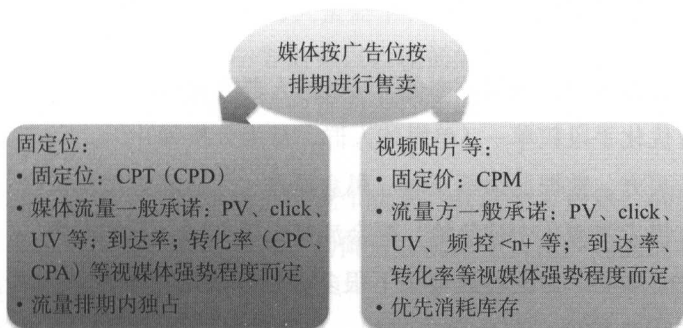 媒体按广告位按
排期进行售卖
固定位：
• 固定位：CPT（CPD）
• 媒体流量一般承诺：PV、click、
UV 等；到达率；转化率（CPC、
CPA）等视媒体强势程度而定
• 流量排期内独占
视频贴片等：
• 固定价：CPM
• 流量方一般承诺：PV、click、
UV、频控 <n+ 等；到达率、
转化率等视媒体强势程度而定
• 优先消耗库存